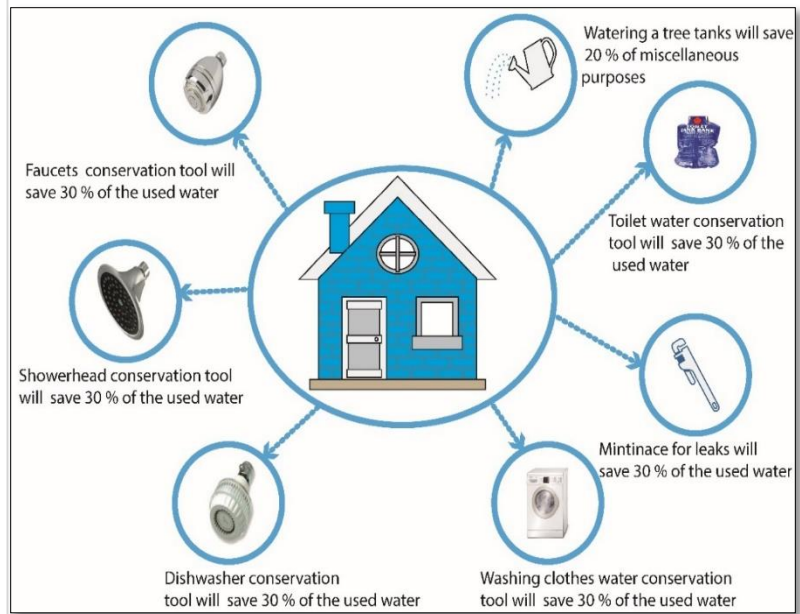 Watering a tree tanks will save
20 % of miscellaneous
purposes
Faucets conservation tool will
save 30 % of the used water
Toilet water conservation
tool will save 30 % of the
used water
Showerhead conservation tool
will save 30 % of the used water
Mintinace for leaks will
save 30 % of the used water
Dishwasher conservation
tool will save 30 % of the used water
Washing clothes water conservation
tool will save 30 % of the used water